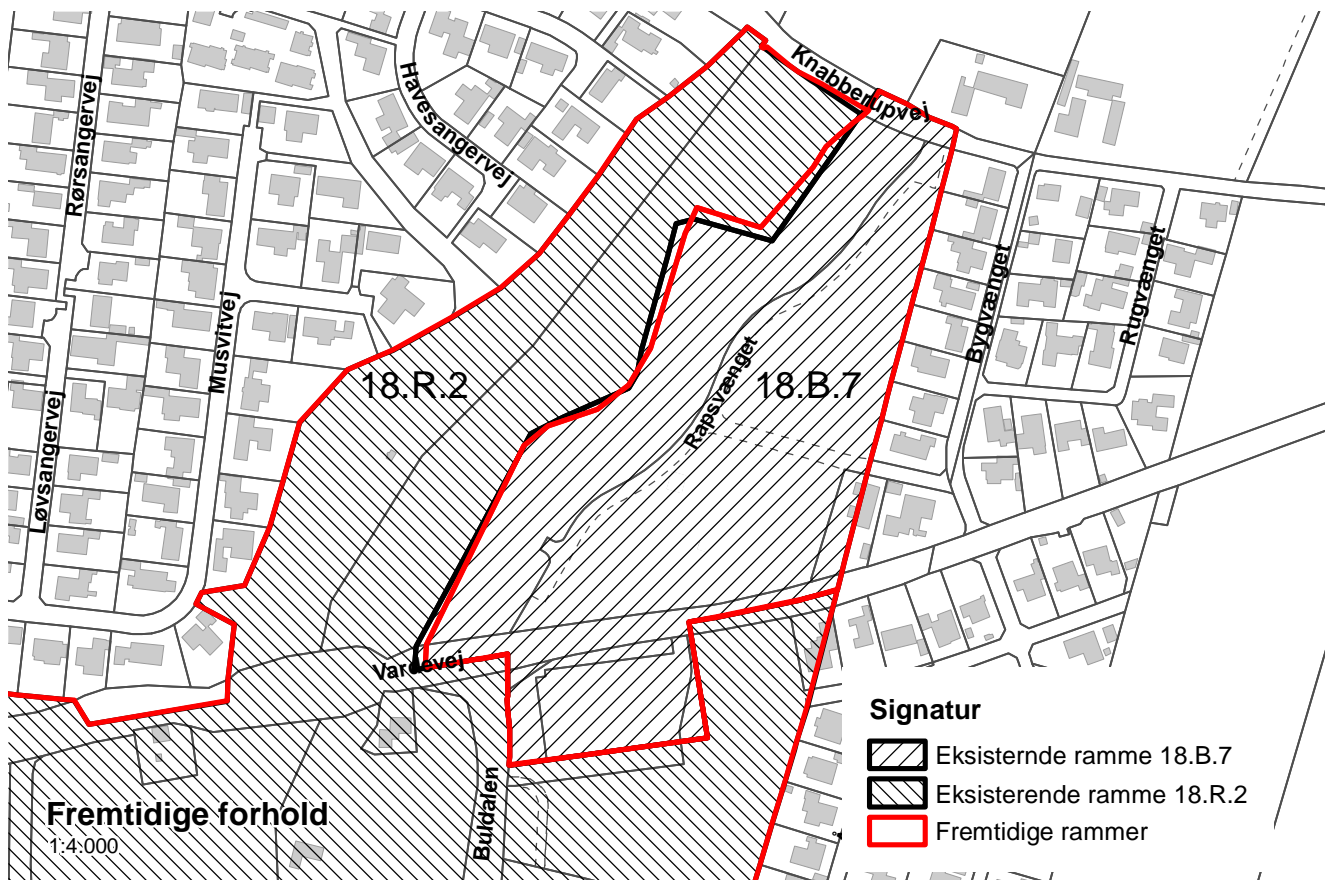 Knabberupvej
Havesangervej
Rørsangervej
Musvitvej
Løvsangervej
Bygvænget
Rugvænget
18.R.2
18.B.7
Rapsvænget
Vardevej
Buldalen
Signatur
Eksisternde ramme 18.B.7
Eksisterende ramme 18.R.2
Fremtidige rammer
Fremtidige forhold
1:4.000